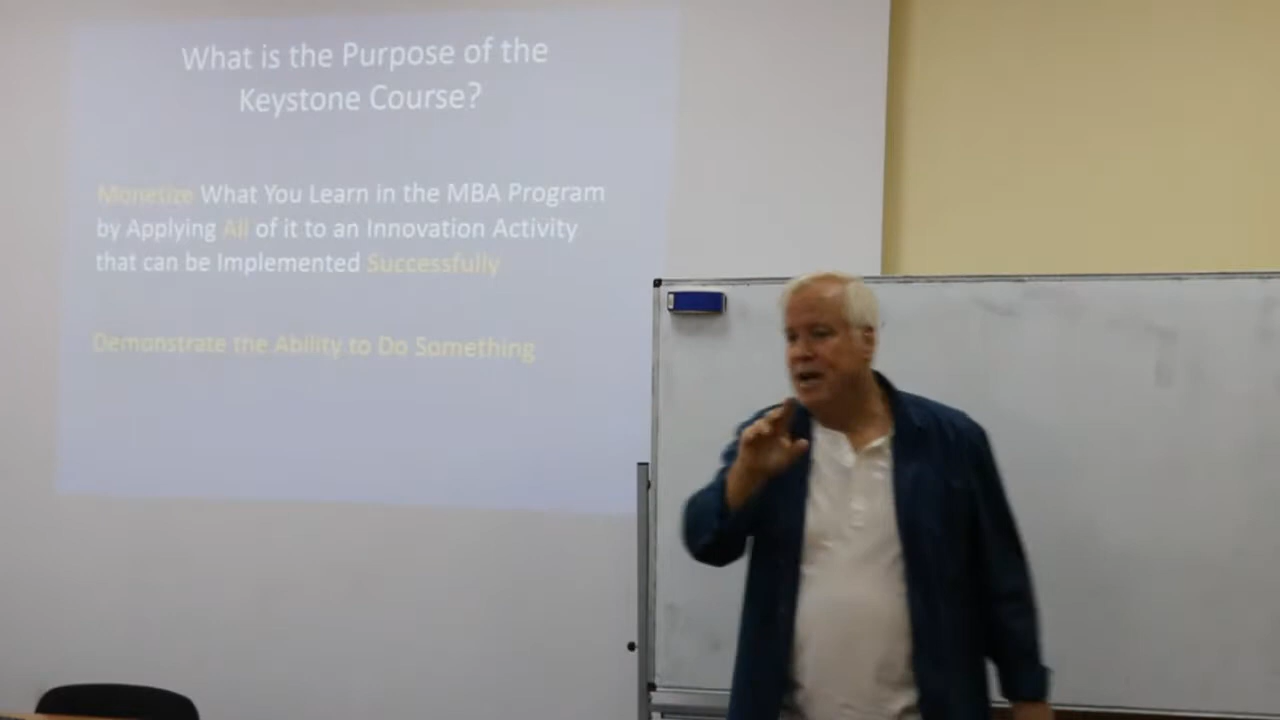 What is the Purpose of the
Keystone Course?
Monetize What You Learn in the MBA Program
by Applying All of it to an Innovation Activity
that can be Implemented Successfully
Demonstrate the Ability to Do Something